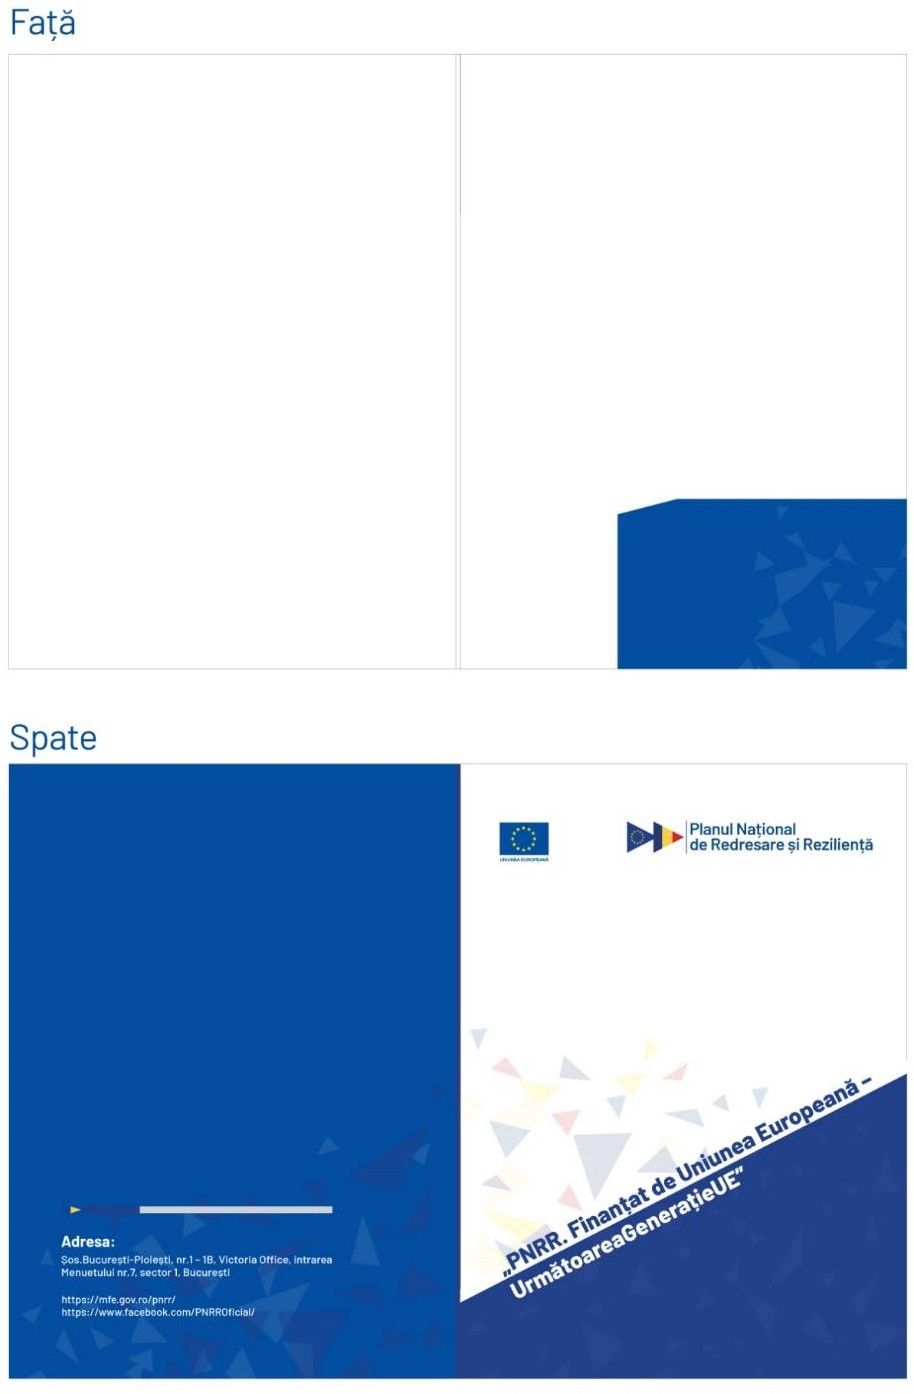 Față
Spate
UNIUNEA EUROPEANĂ
Planul Național
de Redresare și Reziliență
„PNRR. Finanțat de Uniunea Europeană –
UrmătoareaGenerațieUE”
Adresa:
Șos.București-Ploiești, nr.1 - 1B, Victoria Office, intrarea
Menuetului nr.7, sector 1, București
https://mfe.gov.ro/pnrr/
https://www.facebook.com/PNRROficial/